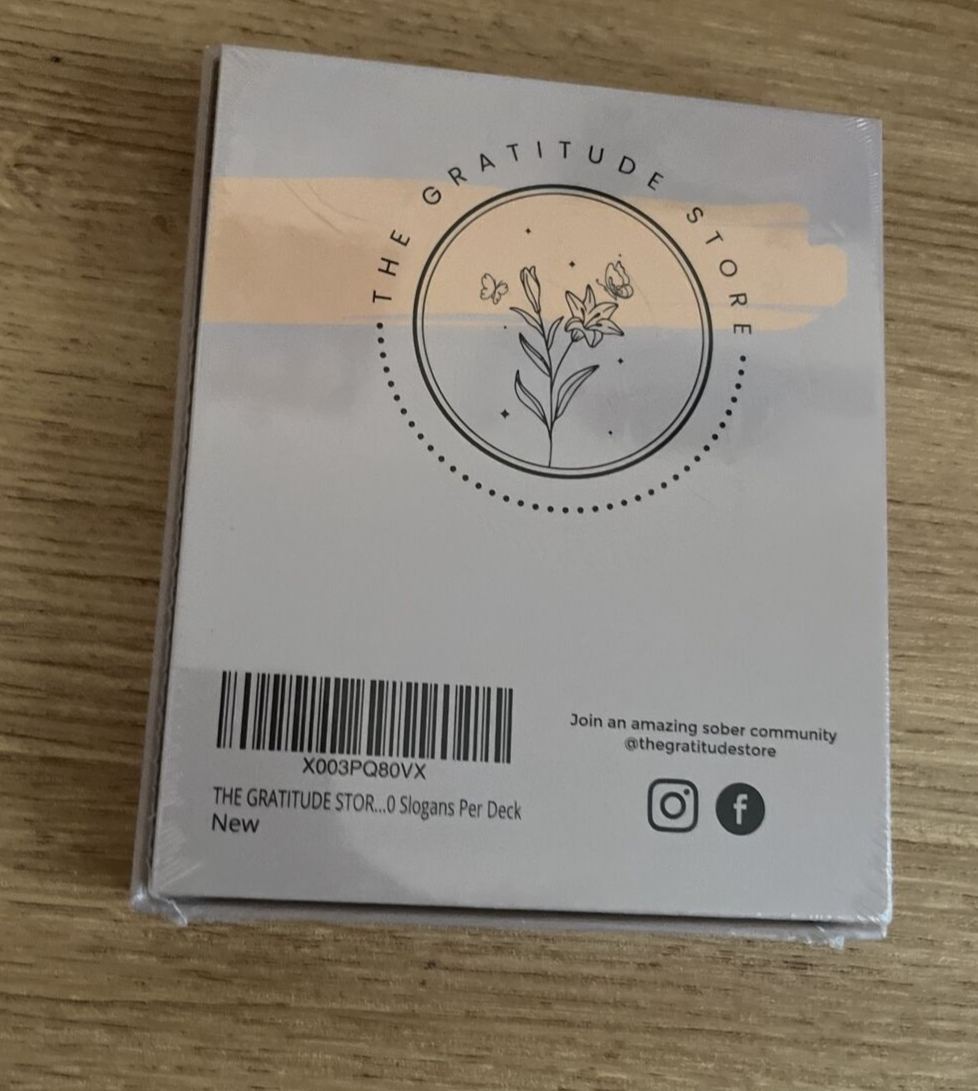 THE GRATITUDE STORE
X003PQ80VX
THE GRATITUDE STOR...0 Slogans Per Deck
New
Join an amazing sober community
@thegratitudestore
f